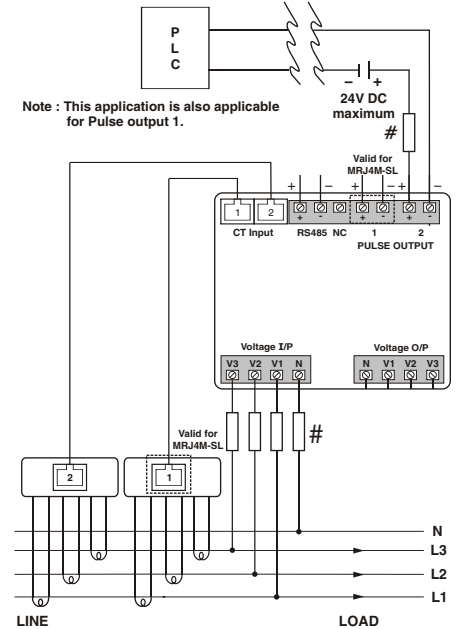 P
L
C
– +
24V DC
maximum
#
Note : This application is also applicable
for Pulse output 1.
Valid for
MRJ4M-SL
+ – + – + –
1 2
+ - + - + -
CT Input RS485 NC 1 2
PULSE OUTPUT
Voltage I/P Voltage O/P
V3 V2 V1 N N V1 V2 V3
Valid for
MRJ4M-SL
#
2 1
N
L3
L2
L1
LINE LOAD